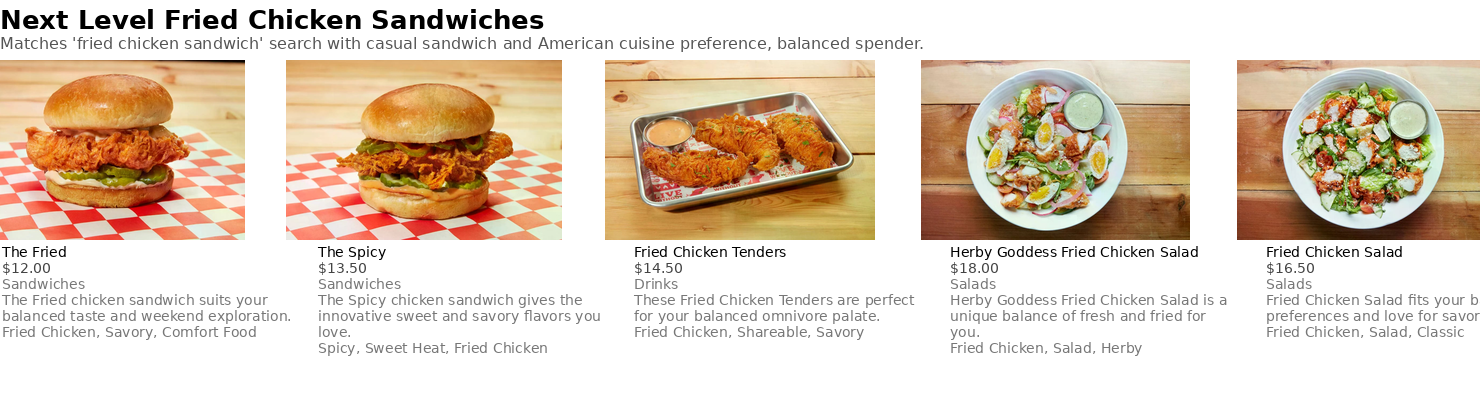 Next Level Fried Chicken Sandwiches
Matches 'fried chicken sandwich' search with casual sandwich and American cuisine preference, balanced spender.
The Fried
$12.00
Sandwiches
The Fried chicken sandwich suits your
balanced taste and weekend exploration.
Fried Chicken, Savory, Comfort Food
The Spicy
$13.50
Sandwiches
The Spicy chicken sandwich gives the
innovative sweet and savory flavors you
love.
Spicy, Sweet Heat, Fried Chicken
Fried Chicken Tenders
$14.50
Drinks
These Fried Chicken Tenders are perfect
for your balanced omnivore palate.
Fried Chicken, Shareable, Savory
Herby Goddess Fried Chicken Salad
$18.00
Salads
Herby Goddess Fried Chicken Salad is a
unique balance of fresh and fried for
you.
Fried Chicken, Salad, Herby
Fried Chicken Salad
$16.50
Salads
Fried Chicken Salad fits your
preferences and love for
Fried Chicken, Salad, Classic